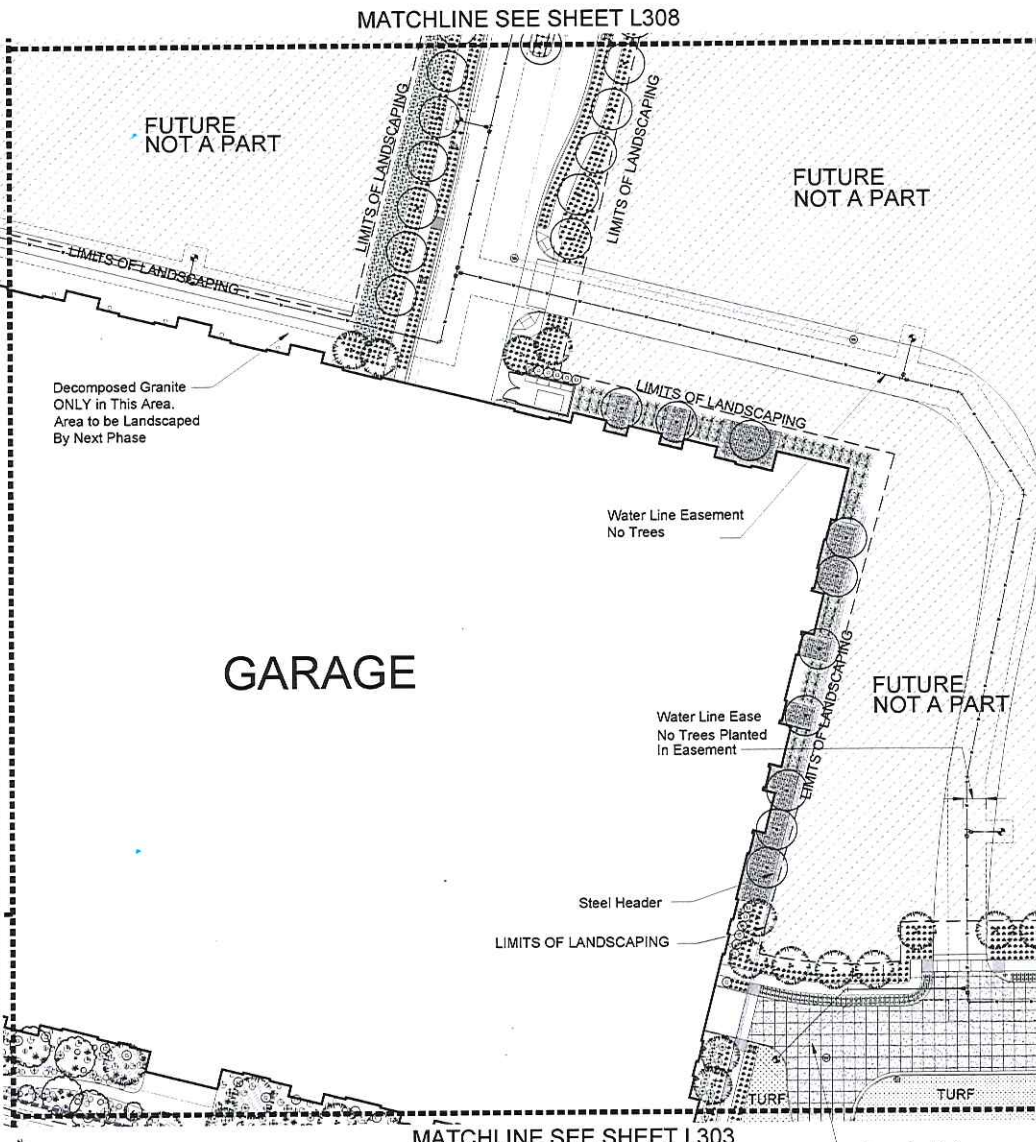 MATCHLINE SEE SHEET L308
FUTURE
NOT A PART
LIMITS OF LANDSCAPING
LIMITS OF LANDSCAPING
FUTURE
NOT A PART
LIMITS OF LANDSCAPING
Decomposed Granite
ONLY in This Area.
Area to be Landscaped
By Next Phase
LIMITS OF LANDSCAPING
Water Line Easement
No Trees
GARAGE
LIMITS OF LANDSCAPING
FUTURE
NOT A PART
Water Line Ease
No Trees Planted
In Easement
Steel Header
LIMITS OF LANDSCAPING
TURF
TURF
MATCHLINE SEE SHEET L303